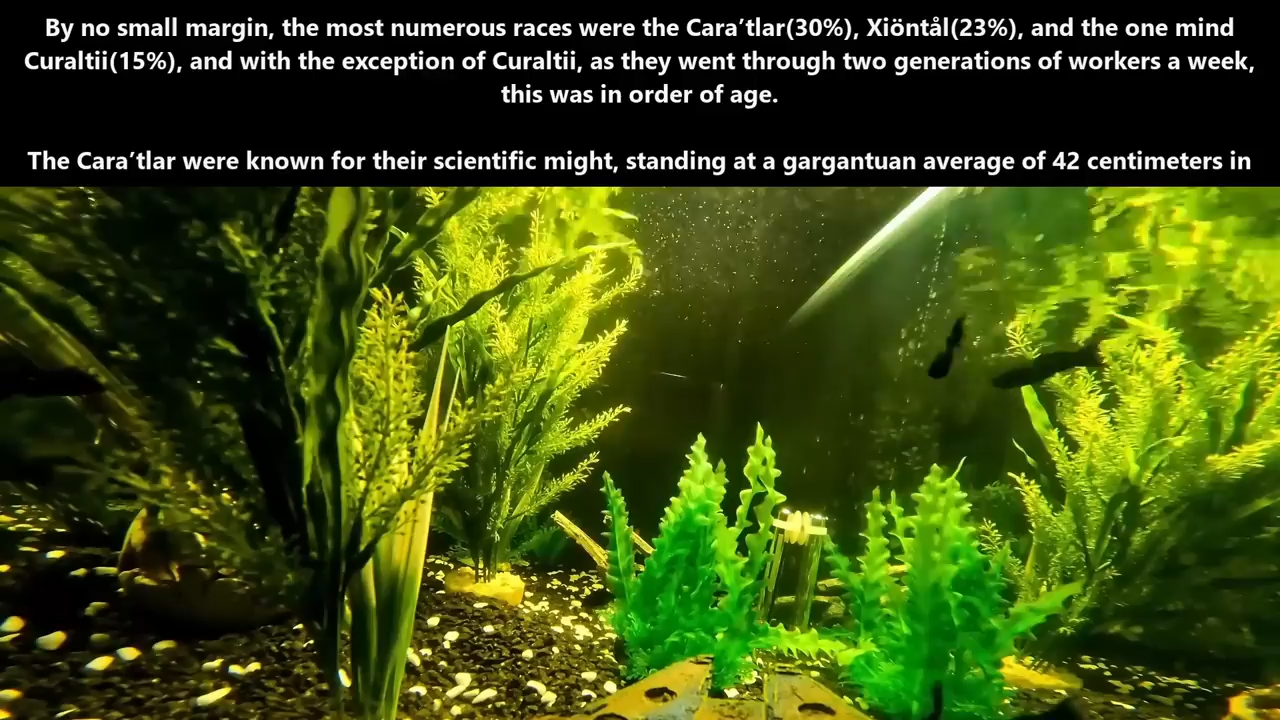 By no small margin, the most numerous races were the Cara’tlar(30%), Xiöntål(23%), and the one mind
Curaltii(15%), and with the exception of Curaltii, as they went through two generations of workers a week,
this was in order of age.
The Cara’tlar were known for their scientific might, standing at a gargantuan average of 42 centimeters in